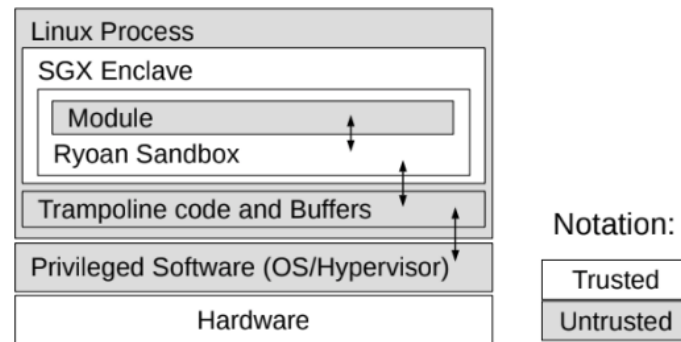 Linux Process
SGX Enclave
Module
Ryoan Sandbox
Trampoline code and Buffers
Privileged Software (OS/Hypervisor)
Hardware
Notation:
Trusted
Untrusted